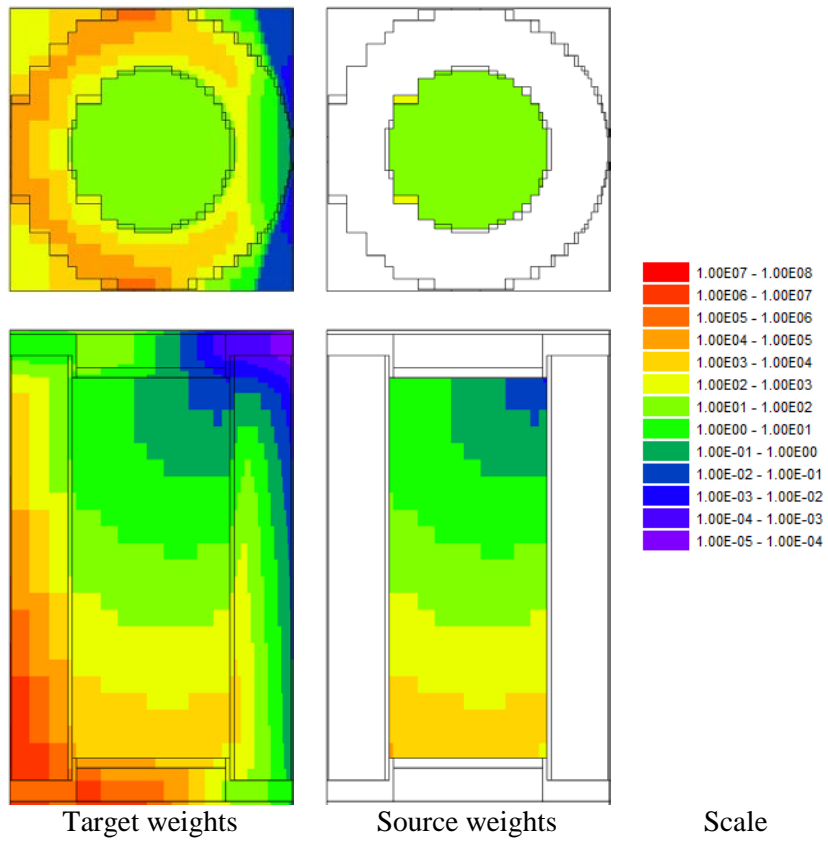 1.00E07 - 1.00E08
1.00E06 - 1.00E07
1.00E05 - 1.00E06
1.00E04 - 1.00E05
1.00E03 - 1.00E04
1.00E02 - 1.00E03
1.00E01 - 1.00E02
1.00E00 - 1.00E01
1.00E-01 - 1.00E00
1.00E-02 - 1.00E-01
1.00E-03 - 1.00E-02
1.00E-04 - 1.00E-03
1.00E-05 - 1.00E-04
Target weights Source weights Scale